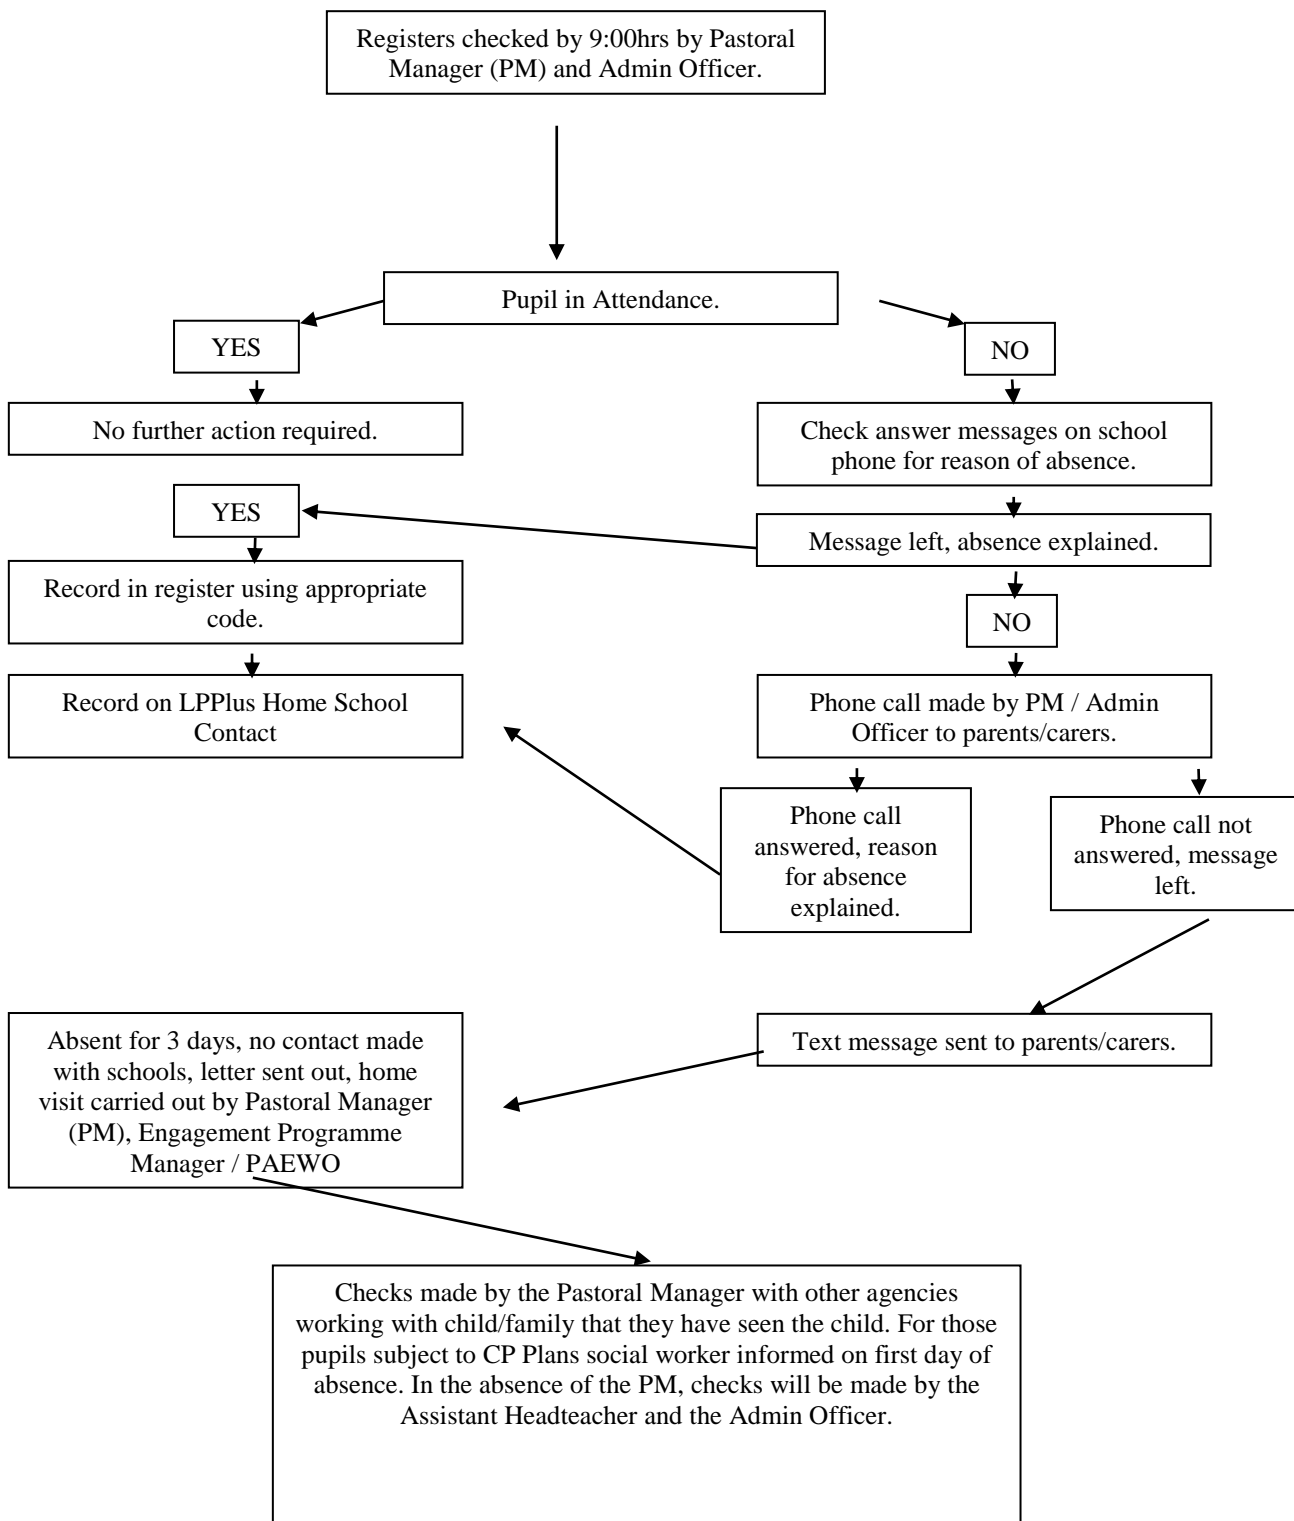 Registers checked by 9:00hrs by Pastoral
Manager (PM) and Admin Officer.
Pupil in Attendance.
YES
NO
No further action required.
Check answer messages on school
phone for reason of absence.
YES
Message left, absence explained.
Record in register using appropriate
code.
NO
Record on LPPlus Home School
Contact
Phone call made by PM / Admin
Officer to parents/carers.
Phone call
answered, reason
for absence
explained.
Phone call not
answered, message
left.
Absent for 3 days, no contact made
with schools, letter sent out, home
visit carried out by Pastoral Manager
(PM), Engagement Programme
Manager / PAEWO
Text message sent to parents/carers.
Checks made by the Pastoral Manager with other agencies
working with child/family that they have seen the child. For those
pupils subject to CP Plans social worker informed on first day of
absence. In the absence of the PM, checks will be made by the
Assistant Headteacher and the Admin Officer.